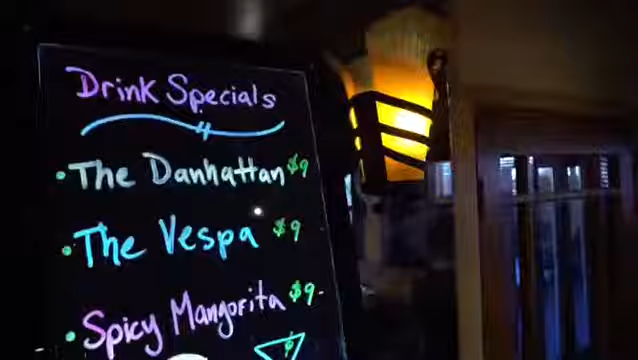 Drink Specials
• The Danhattan $9
• The Vespa $9
• Spicy Mangorita $9